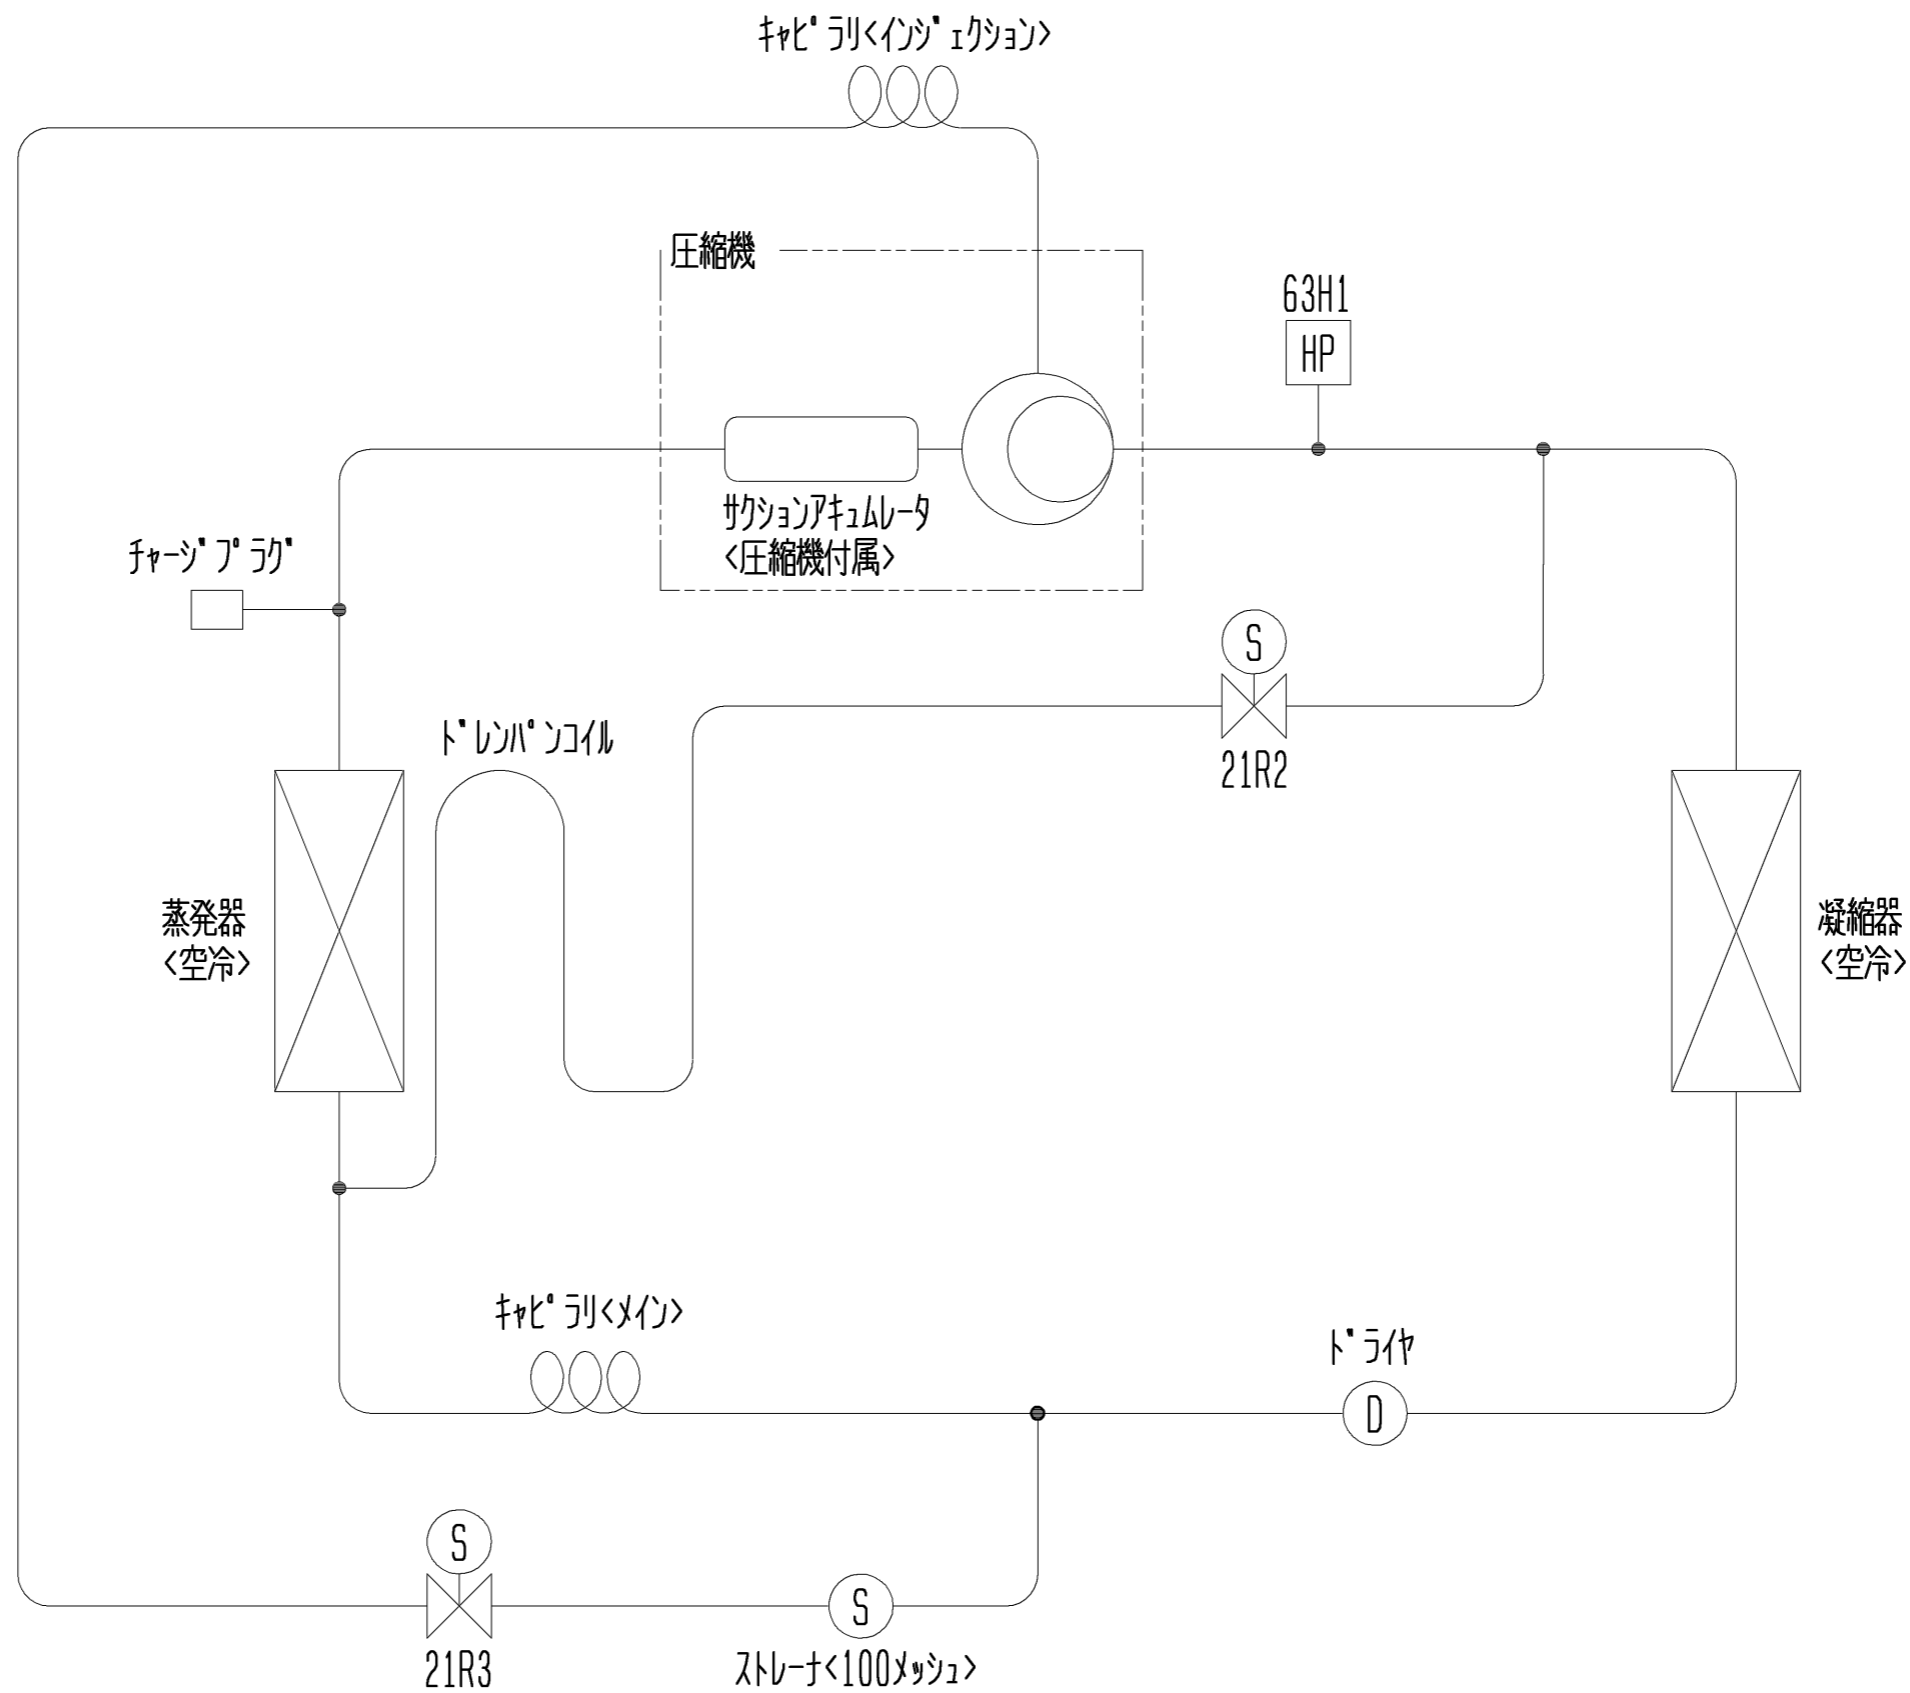 ｷｬﾋﾟﾗﾘ<ｲﾝｼﾞｪｸｼｮﾝ>
圧縮機
63H1
HP
ｻｸｼｮﾝｱｷｭﾑﾚｰﾀ
<圧縮機付属>
ﾁｬｰｼﾞﾌﾟﾗｸﾞ
S
21R2
ﾄﾞﾚﾝﾊﾟﾝｺｲﾙ
蒸発器
<空冷>
凝縮器
<空冷>
ｷｬﾋﾟﾗﾘ<ﾒｲﾝ>
ﾄﾞﾗｲﾔ
D
S
21R3
S
ｽﾄﾚｰﾅ<100ﾒｯｼｭ>